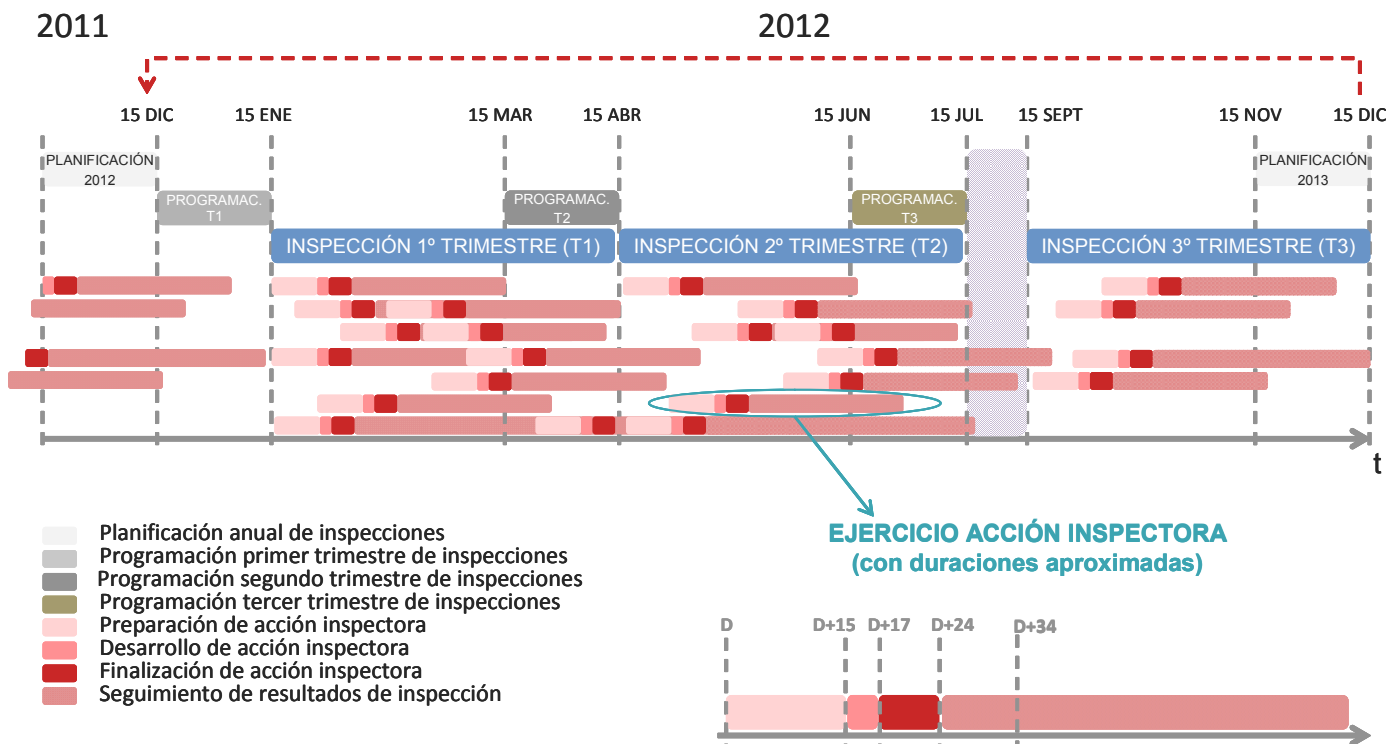 2011
2012
15 DIC
15 ENE
15 MAR
15 ABR
15 JUN
15 JUL
15 SEPT
15 NOV
15 DIC
PLANIFICACIÓN
2012
PLANIFICACIÓN
2013
PROGRAMAC.
T1
PROGRAMAC.
T2
PROGRAMAC.
T3
INSPECCIÓN 1º TRIMESTRE (T1)
INSPECCIÓN 2º TRIMESTRE (T2)
INSPECCIÓN 3º TRIMESTRE (T3)
t
Planificación anual de inspecciones
Programación primer trimestre de inspecciones
Programación segundo trimestre de inspecciones
Programación tercer trimestre de inspecciones
Preparación de acción inspectora
Desarrollo de acción inspectora
Finalización de acción inspectora
Seguimiento de resultados de inspección
EJERCICIO ACCIÓN INSPECTORA
(con duraciones aproximadas)
D
D+15
D+17
D+24
D+34